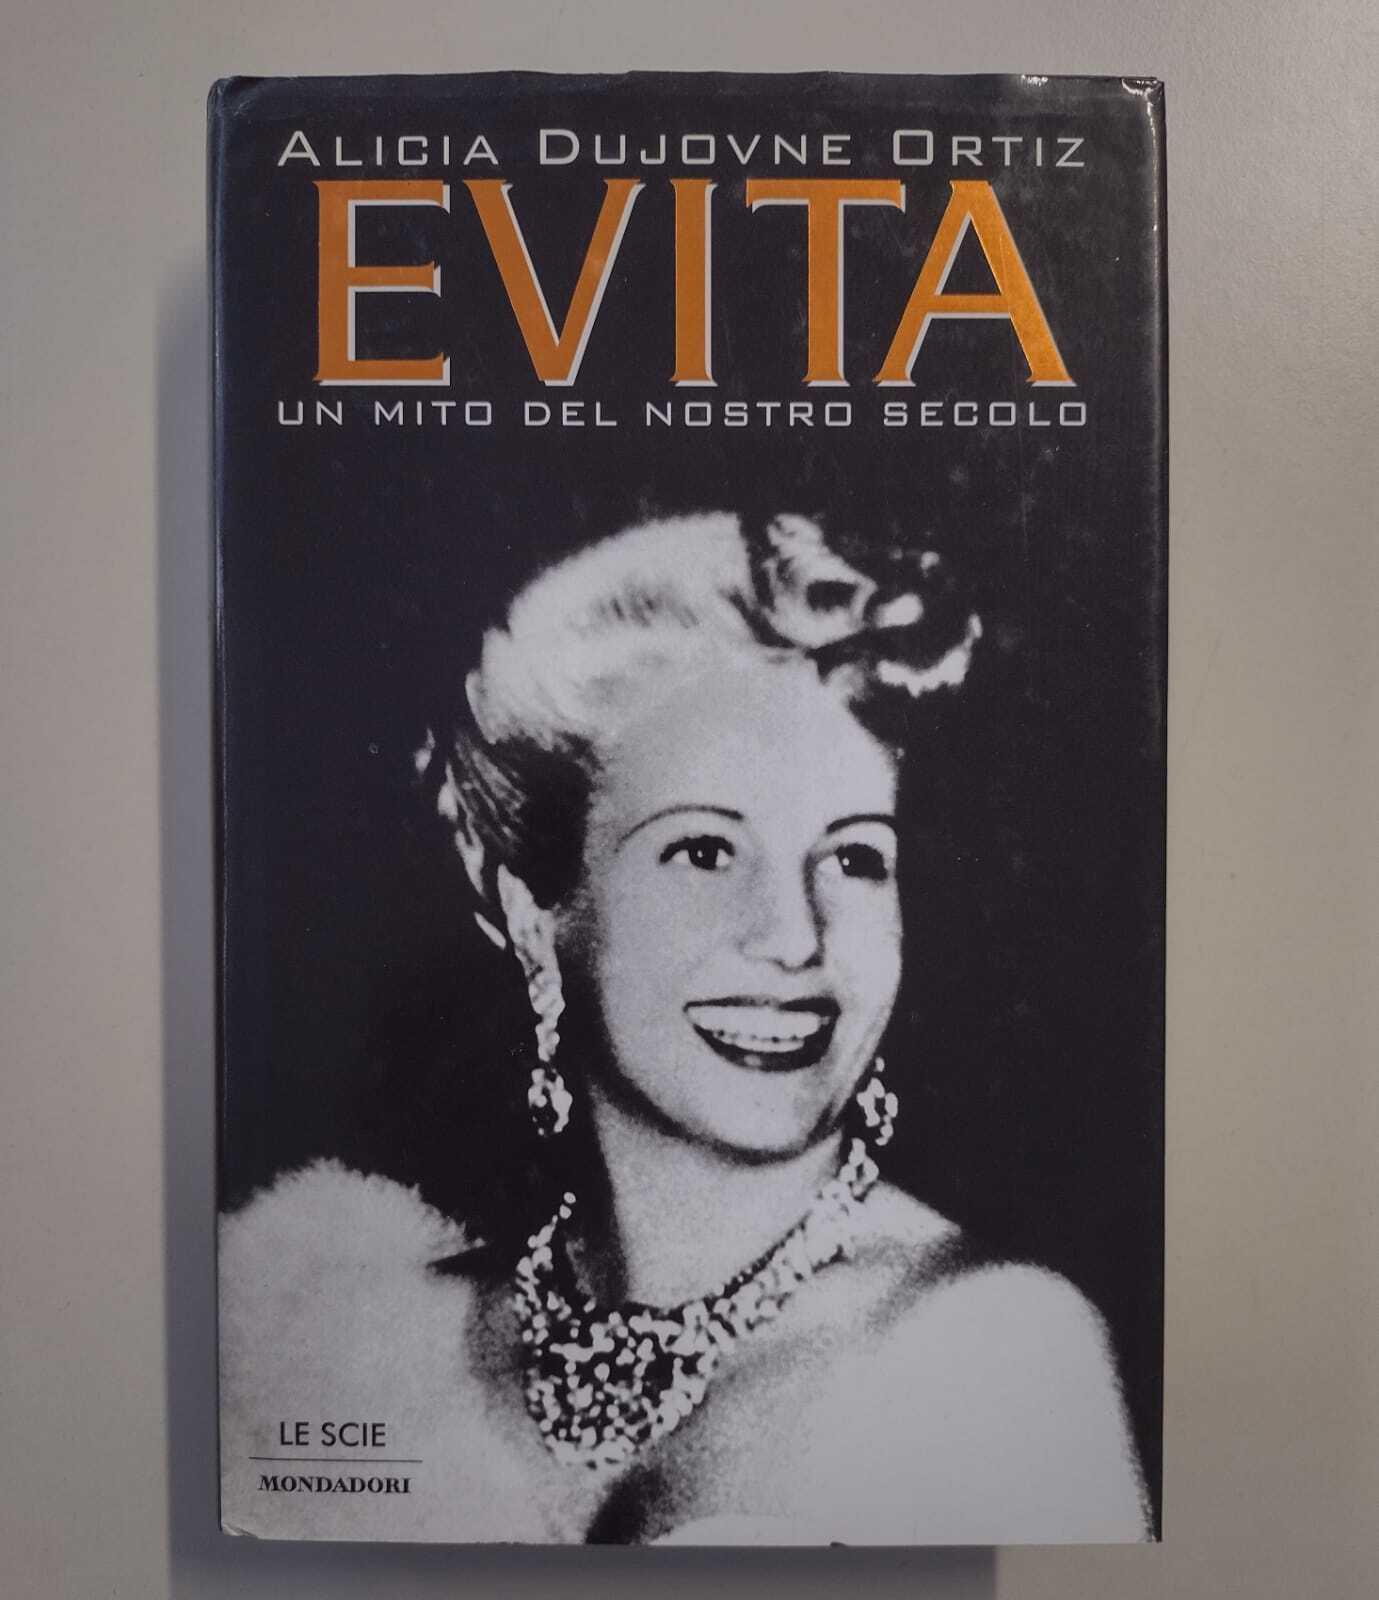 ALICIA DUJOVNE ORTIZ
EVITA
UN MITO DEL NOSTRO SECOLO
LE SCIE
MONDADORI